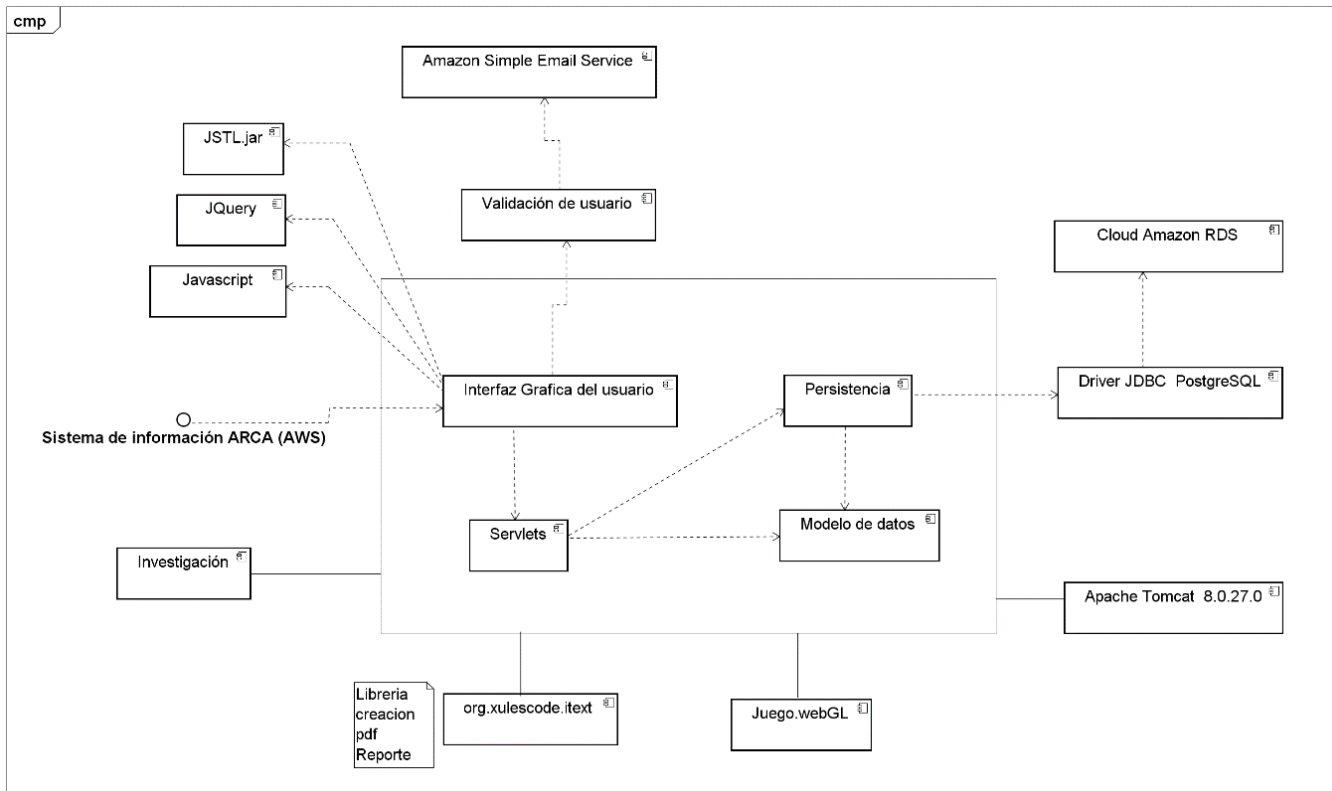 cmp
Amazon Simple Email Service
JSTL.jar
JQuery
Validación de usuario
Cloud Amazon RDS
Javascript
Interfaz Grafica del usuario
Persistencia
Driver JDBC PostgreSQL
Sistema de información ARCA (AWS)
Servlets
Modelo de datos
Investigación
Apache Tomcat 8.0.27.0
Libreria
creacion
pdf
Reporte
org.xulescode.itext
Juego.webGL